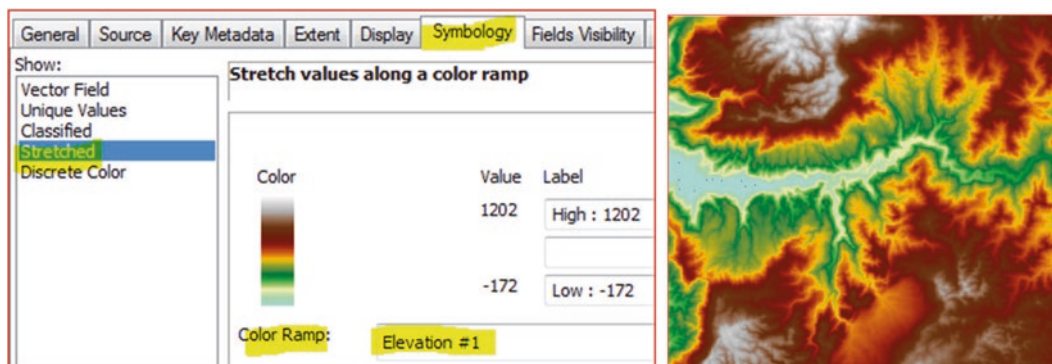 General Source Key Metadata Extent Display Symbology Fields Visibility
Show:
Vector Field
Unique Values
Classified
Stretched
Discrete Color
Stretch values along a color ramp
Color Value Label
1202 High : 1202
-172 Low : -172
Color Ramp: Elevation #1